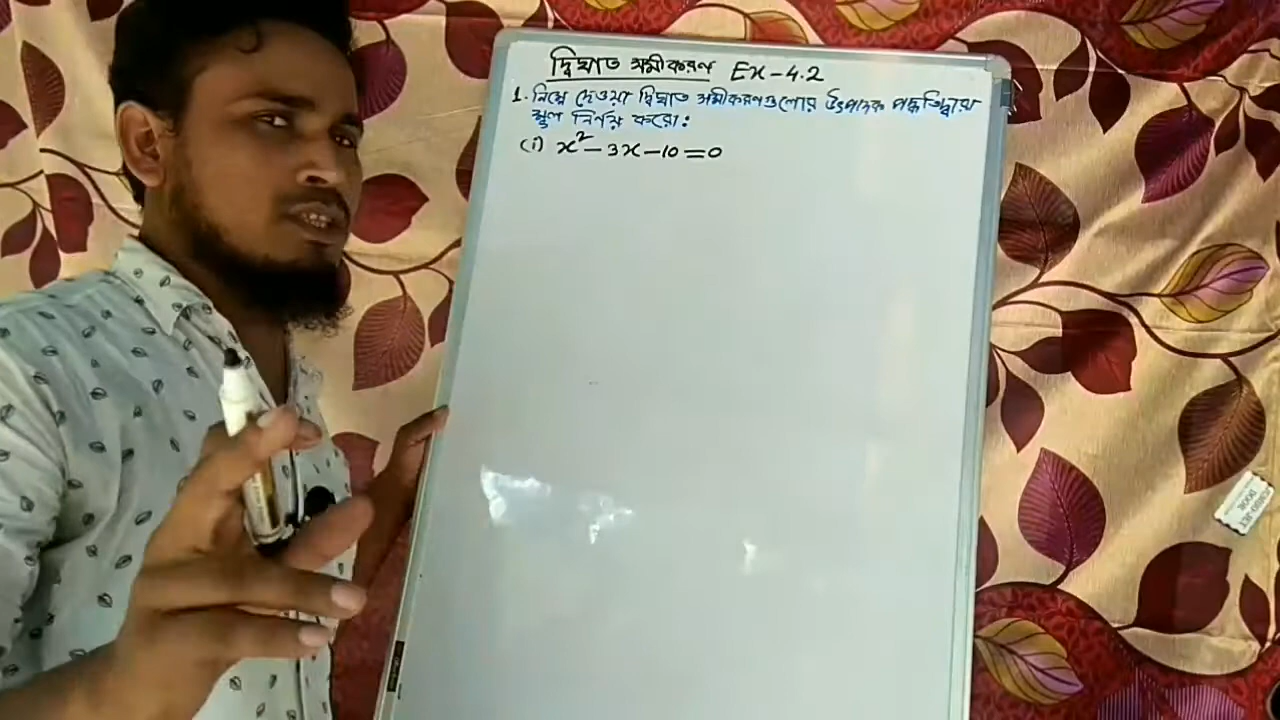 দ্বিঘাত সমীকরণ Ex-4.2
1. নিম্নে দেওয়া দ্বিঘাত সমীকরণগুলোর উৎপাদক পদ্ধতিদ্বারা
মূল নির্ণয় করো:
(i) x² - 3x - 10 = 0